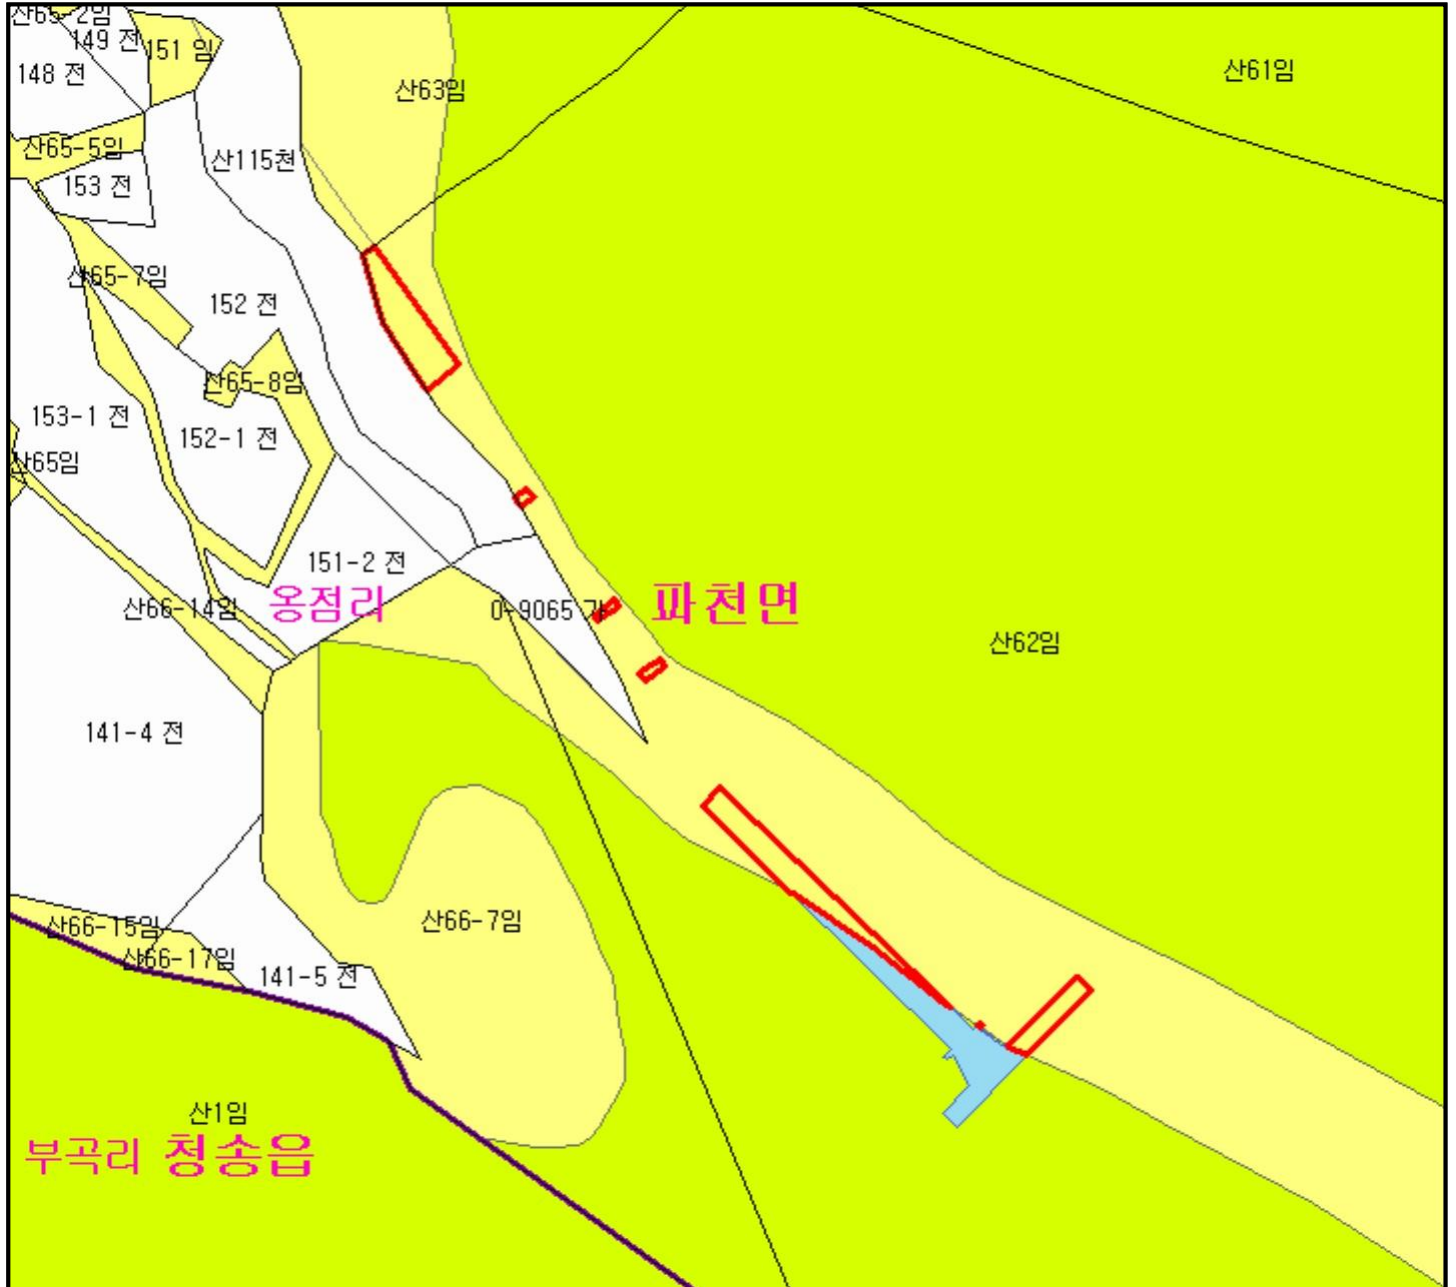 산65-2임
149 전
151 임
148 전
산63임
산61임
산65-5임
산115천
153 전
산65-7임
152 전
산65-8임
153-1 전
152-1 전
산65임
151-2 전
산66-14임
옹점리
0-9065
파천면
산62임
141-4 전
산66-15임
산66-7임
산66-17임
141-5 전
산1임
부곡리 청송읍